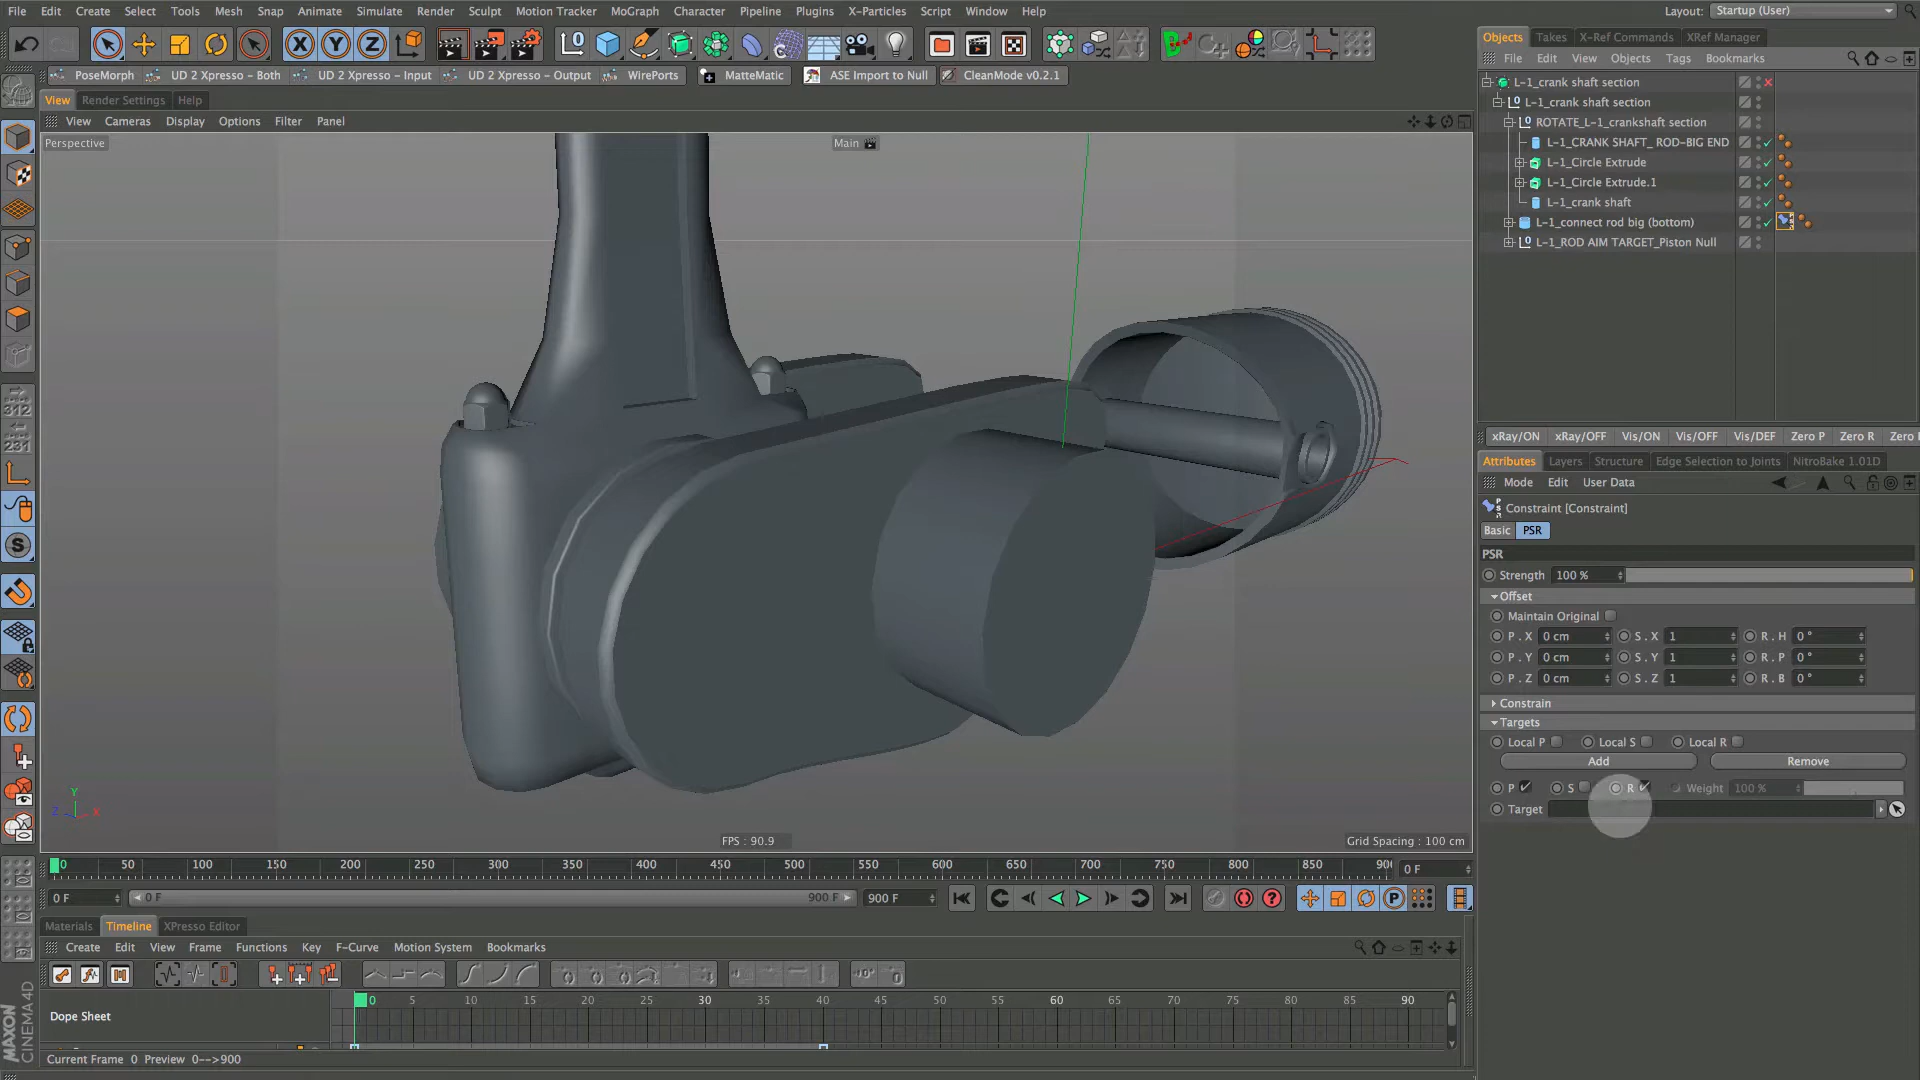 File Edit Create Select Tools Mesh Snap Animate Simulate Render Sculpt Motion Tracker MoGraph Character Pipeline Plugins X-Particles Script Window Help
Layout: Startup (User)
PoseMorph UD 2 Xpresso - Both UD 2 Xpresso - Input UD 2 Xpresso - Output WirePorts MatteMatic ASE Import to Null CleanMode v0.2.1
View Render Settings Help
View Cameras Display Options Filter Panel
Perspective
Main
312
231
Y
Z X
FPS : 90.9
Grid Spacing : 100 cm
0 50 100 150 200 250 300 350 400 450 500 550 600 650 700 750 800 850 900
0 F
0 F
0 F
900 F
900 F
Materials Timeline XPresso Editor
Create Edit View Frame Functions Key F-Curve Motion System Bookmarks
0 5 10 15 20 25 30 35 40 45 50 55 60 65 70 75 80 85 90
Dope Sheet
Current Frame 0 Preview 0-->900
MAXON
CINEMA4D
Objects Takes X-Ref Commands XRef Manager
File Edit View Objects Tags Bookmarks
L-1_crank shaft section
L-1_crank shaft section
ROTATE_L-1_crankshaft section
L-1_CRANK SHAFT_ ROD-BIG END
L-1_Circle Extrude
L-1_Circle Extrude.1
L-1_crank shaft
L-1_connect rod big (bottom)
L-1_ROD AIM TARGET_Piston Null
xRay/ON xRay/OFF Vis/ON Vis/OFF Vis/DEF Zero P Zero R Zero
Attributes Layers Structure Edge Selection to Joints NitroBake 1.01D
Mode Edit User Data
Constraint [Constraint]
Basic PSR
PSR
Strength 100 %
Offset
Maintain Original
P . X 0 cm S . X 1 R . H 0 °
P . Y 0 cm S . Y 1 R . P 0 °
P . Z 0 cm S . Z 1 R . B 0 °
Constrain
Targets
Local P Local S Local R
Add Remove
P S R Weight 100 %
Target